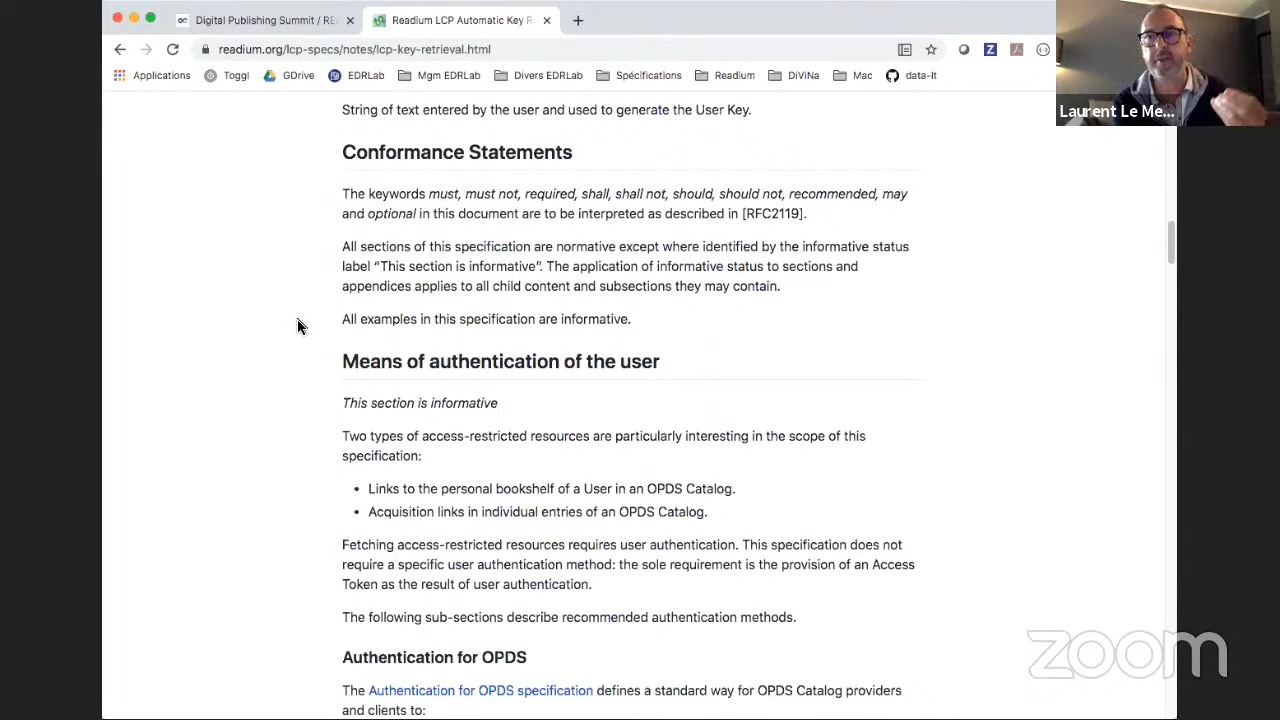 Digital Publishing Summit / RE
Readium LCP Automatic Key R
readium.org/lcp-specs/notes/lcp-key-retrieval.html
Applications
Toggl
GDrive
EDRLab
Mgm EDRLab
Divers EDRLab
Spécifications
Readium
DiViNa
Mac
data-lt
Laurent Le Me...
String of text entered by the user and used to generate the User Key.
Conformance Statements
The keywords must, must not, required, shall, shall not, should, should not, recommended, may
and optional in this document are to be interpreted as described in [RFC2119].
All sections of this specification are normative except where identified by the informative status
label “This section is informative”. The application of informative status to sections and
appendices applies to all child content and subsections they may contain.
All examples in this specification are informative.
Means of authentication of the user
This section is informative
Two types of access-restricted resources are particularly interesting in the scope of this
specification:
• Links to the personal bookshelf of a User in an OPDS Catalog.
• Acquisition links in individual entries of an OPDS Catalog.
Fetching access-restricted resources requires user authentication. This specification does not
require a specific user authentication method: the sole requirement is the provision of an Access
Token as the result of user authentication.
The following sub-sections describe recommended authentication methods.
Authentication for OPDS
The Authentication for OPDS specification defines a standard way for OPDS Catalog providers
and clients to:
zoom